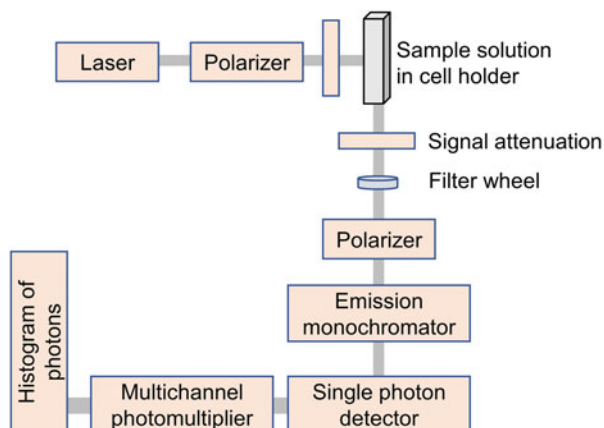 Laser
Polarizer
Sample solution
in cell holder
Signal attenuation
Filter wheel
Polarizer
Emission
monochromator
Histogram of
photons
Multichannel
photomultiplier
Single photon
detector